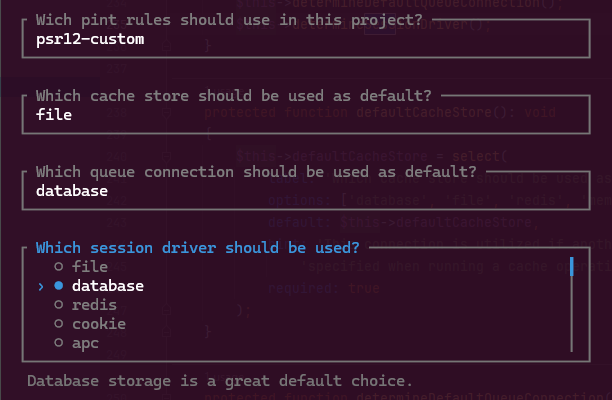 Wich pint rules should use in this project?
psr12-custom
Which cache store should be used as default?
file
Which queue connection should be used as default?
database
Which session driver should be used?
○ file
› ● database
○ redis
○ cookie
○ apc
Database storage is a great default choice.